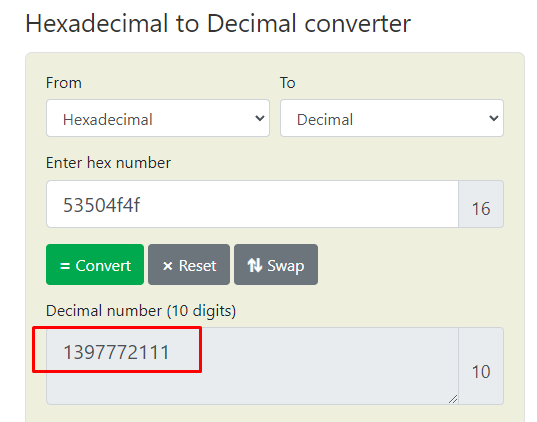 Hexadecimal to Decimal converter
From To
Hexadecimal Decimal
Enter hex number
53504f4f 16
= Convert × Reset ⇅ Swap
Decimal number (10 digits)
1397772111
10